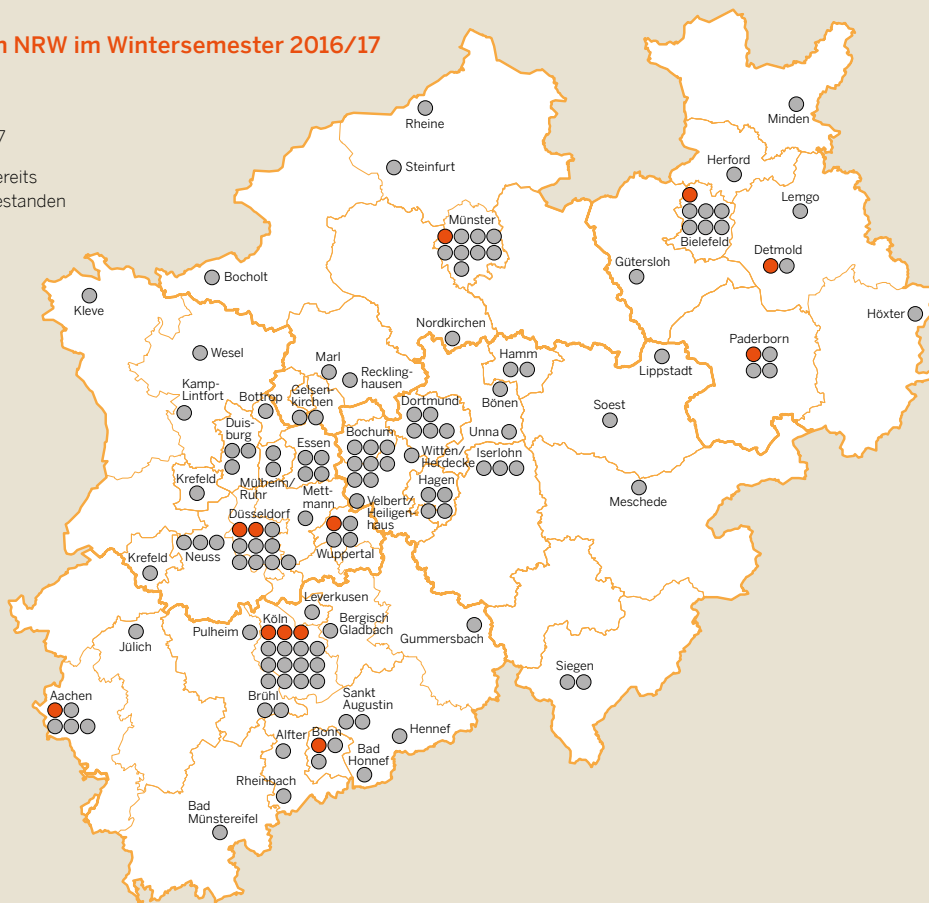 n NRW im Wintersemester 2016/17
7
ereits
estanden
Rheine
Minden
Steinfurt
Herford
Lemgo
Münster
Bielefeld
Detmold
Gütersloh
Bocholt
Kleve
Höxter
Nordkirchen
Paderborn
Wesel
Marl
Hamm
Lippstadt
Reckling-
hausen
Kamp-
Lintfort
Bottrop
Gelsen-
kirchen
Bönen
Dortmund
Soest
Duis-
burg
Essen
Bochum
Unna
Witten/
Herdecke
Iserlohn
Krefeld
Mülheim/
Ruhr
Hagen
Meschede
Mett-
mann
Velbert/
Heiligen-
haus
Düsseldorf
Wuppertal
Neuss
Krefeld
Leverkusen
Köln
Bergisch
Gladbach
Pulheim
Gummersbach
Jülich
Siegen
Aachen
Brühl
Sankt
Augustin
Alfter
Bonn
Hennef
Bad
Honnef
Rheinbach
Bad
Münstereifel